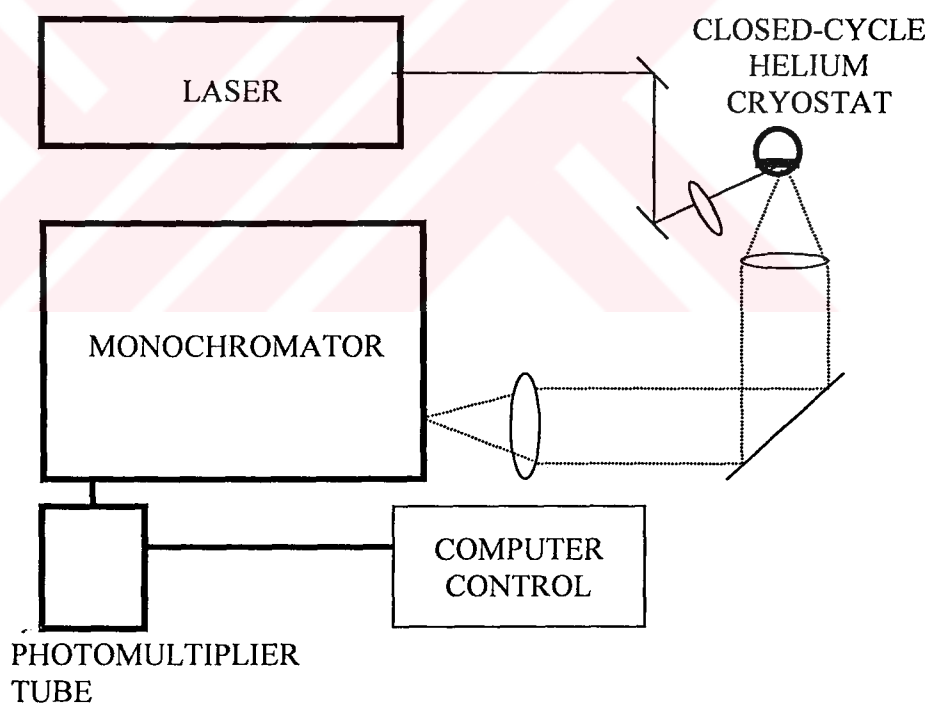 CLOSED-CYCLE
HELIUM
CRYOSTAT
LASER
MONOCHROMATOR
COMPUTER
CONTROL
PHOTOMULTIPLIER
TUBE